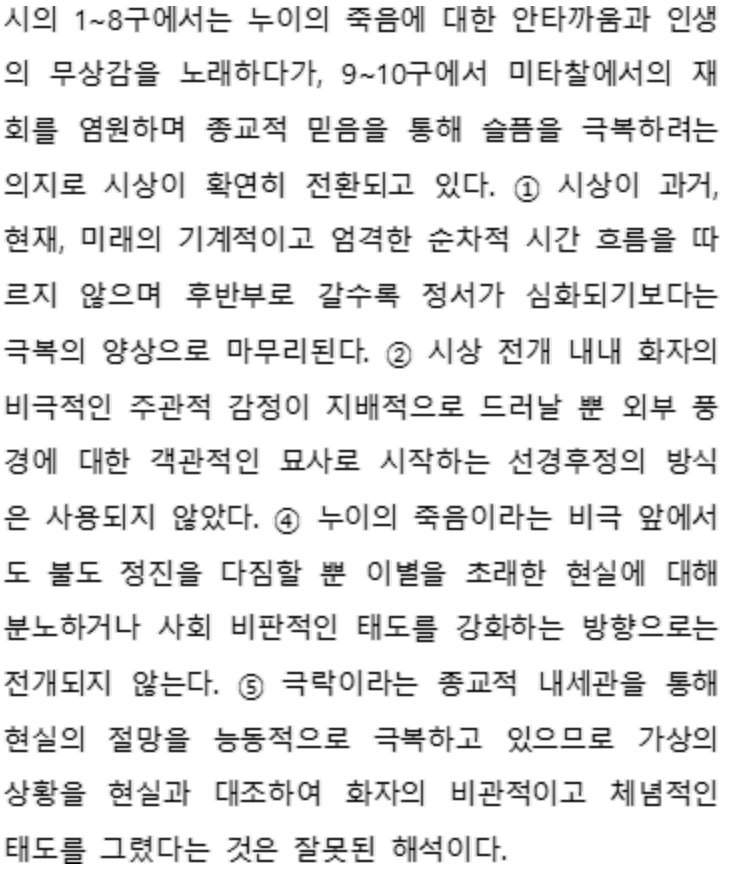 시의 1~8구에서는 누이의 죽음에 대한 안타까움과 인생
의 무상감을 노래하다가, 9~10구에서 미타찰에서의 재
회를 염원하며 종교적 믿음을 통해 슬픔을 극복하려는
의지로 시상이 확연히 전환되고 있다. ① 시상이 과거,
현재, 미래의 기계적이고 엄격한 순차적 시간 흐름을 따
르지 않으며 후반부로 갈수록 정서가 심화되기보다는
극복의 양상으로 마무리된다. ② 시상 전개 내내 화자의
비극적인 주관적 감정이 지배적으로 드러날 뿐 외부 풍
경에 대한 객관적인 묘사로 시작하는 선경후정의 방식
은 사용되지 않았다. ④ 누이의 죽음이라는 비극 앞에서
도 불도 정진을 다짐할 뿐 이별을 초래한 현실에 대해
분노하거나 사회 비판적인 태도를 강화하는 방향으로는
전개되지 않는다. ⑤ 극락이라는 종교적 내세관을 통해
현실의 절망을 능동적으로 극복하고 있으므로 가상의
상황을 현실과 대조하여 화자의 비관적이고 체념적인
태도를 그렸다는 것은 잘못된 해석이다.